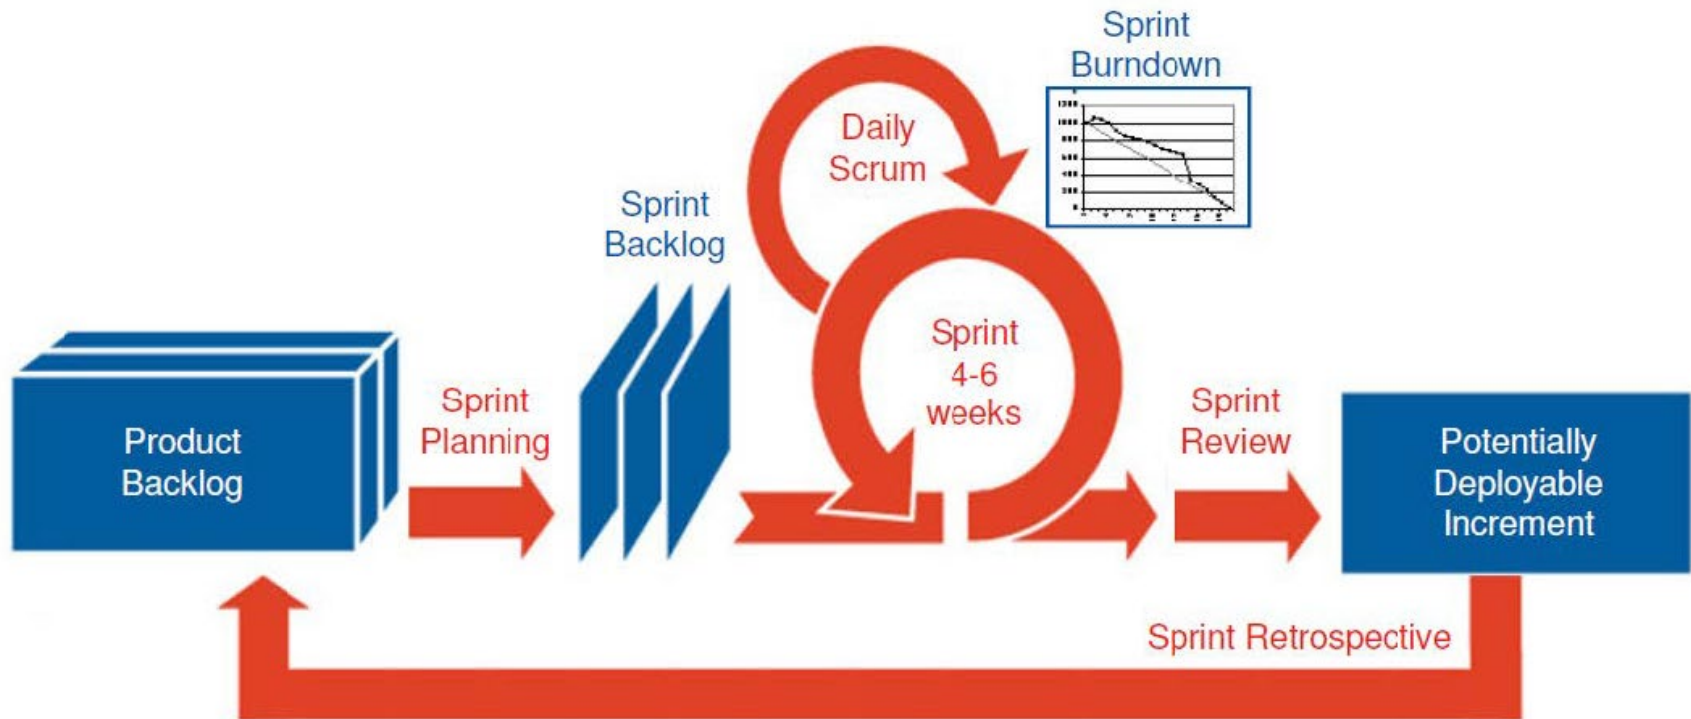 Sprint
Burndown
Daily
Scrum
Sprint
Backlog
Sprint
4-6
weeks
Sprint
Planning
Sprint
Review
Product
Backlog
Potentially
Deployable
Increment
Sprint Retrospective